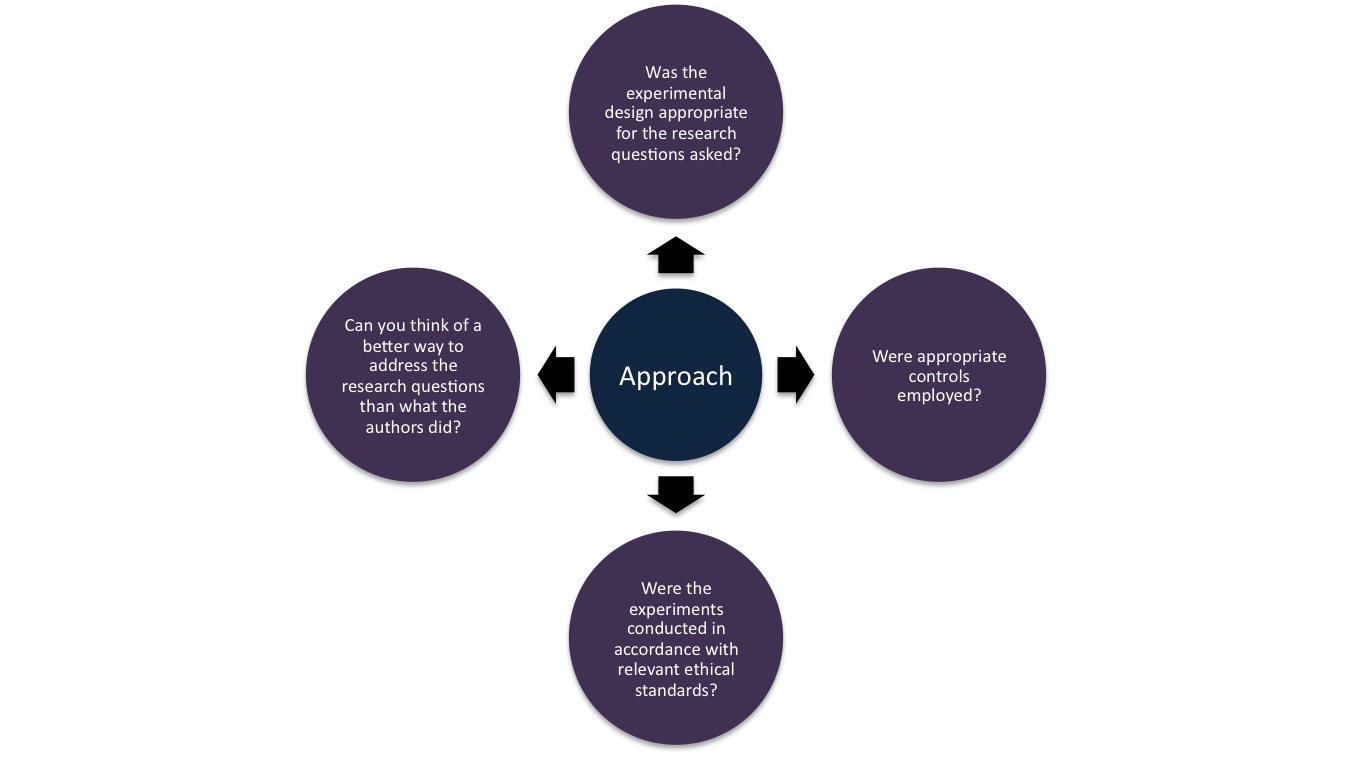 Was the
experimental
design appropriate
for the research
questions asked?
Can you think of a
better way to
address the
research questions
than what the
authors did?
Approach
Were appropriate
controls
employed?
Were the
experiments
conducted in
accordance with
relevant ethical
standards?